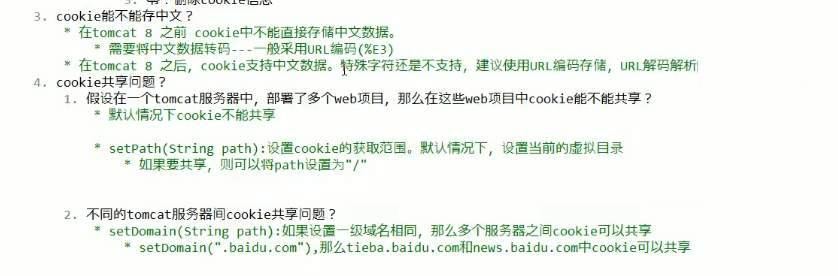 3. cookie能不能存中文？
* 在tomcat 8 之前 cookie中不能直接存储中文数据。
* 需要将中文数据转码---一般采用URL编码(%E3)
* 在tomcat 8 之后，cookie支持中文数据。特殊字符还是不支持，建议使用URL编码存储，URL解码解析
4. cookie共享问题？
1. 假设在一个tomcat服务器中，部署了多个web项目，那么在这些web项目中cookie能不能共享？
* 默认情况下cookie不能共享
* setPath(String path):设置cookie的获取范围。默认情况下，设置当前的虚拟目录
* 如果要共享，则可以将path设置为"/"
2. 不同的tomcat服务器间cookie共享问题？
* setDomain(String path):如果设置一级域名相同，那么多个服务器之间cookie可以共享
* setDomain(".baidu.com"),那么tieba.baidu.com和news.baidu.com中cookie可以共享